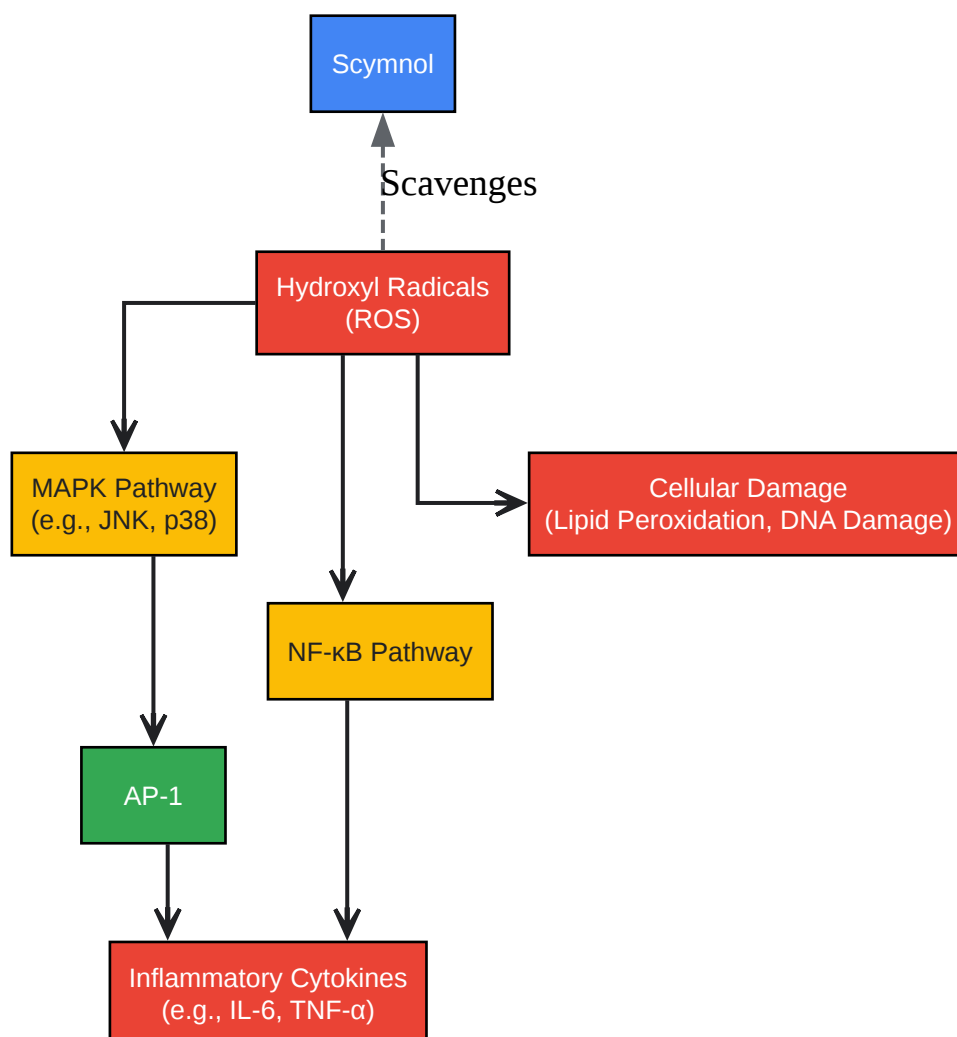 Scymnol
Scavenges
Hydroxyl Radicals
(ROS)
MAPK Pathway
(e.g., JNK, p38)
Cellular Damage
(Lipid Peroxidation, DNA Damage)
NF-κB Pathway
AP-1
Inflammatory Cytokines
(e.g., IL-6, TNF-α)